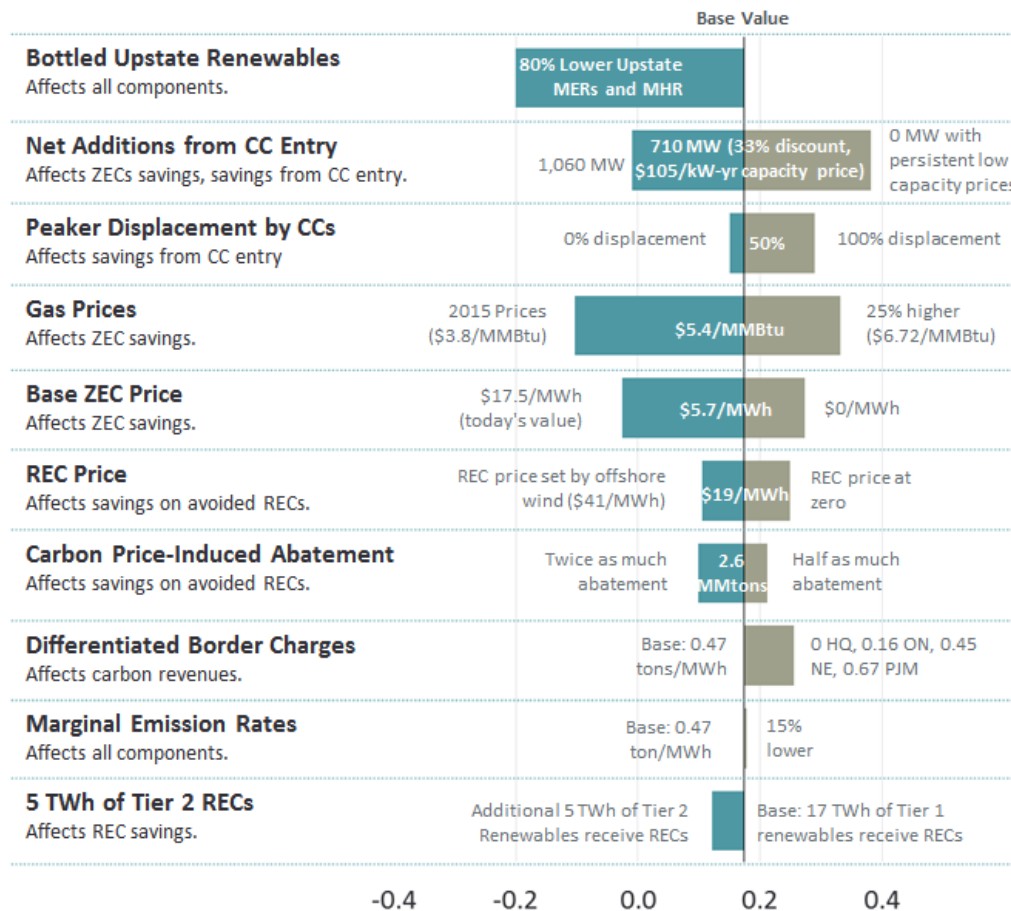 Base Value
Bottled Upstate Renewables
Affects all components.
80% Lower Upstate
MERs and MHR
Net Additions from CC Entry
Affects ZECs savings, savings from CC entry.
1,060 MW
710 MW (33% discount,
$105/kW-yr capacity price)
0 MW with
persistent low
capacity prices
Peaker Displacement by CCs
Affects savings from CC entry
0% displacement
50%
100% displacement
Gas Prices
Affects ZEC savings.
2015 Prices
($3.8/MMBtu)
$5.4/MMBtu
25% higher
($6.72/MMBtu)
Base ZEC Price
Affects ZEC savings.
$17.5/MWh
(today's value)
$5.7/MWh
$0/MWh
REC Price
Affects savings on avoided RECs.
REC price set by offshore
wind ($41/MWh)
$19/MWh
REC price at
zero
Carbon Price-Induced Abatement
Affects savings on avoided RECs.
Twice as much
abatement
2.6
MMtons
Half as much
abatement
Differentiated Border Charges
Affects carbon revenues.
Base: 0.47
tons/MWh
0 HQ, 0.16 ON, 0.45
NE, 0.67 PJM
Marginal Emission Rates
Affects all components.
Base: 0.47
ton/MWh
15%
lower
5 TWh of Tier 2 RECs
Affects REC savings.
Additional 5 TWh of Tier 2
Renewables receive RECs
Base: 17 TWh of Tier 1
renewables receive RECs
-0.4 -0.2 0.0 0.2 0.4